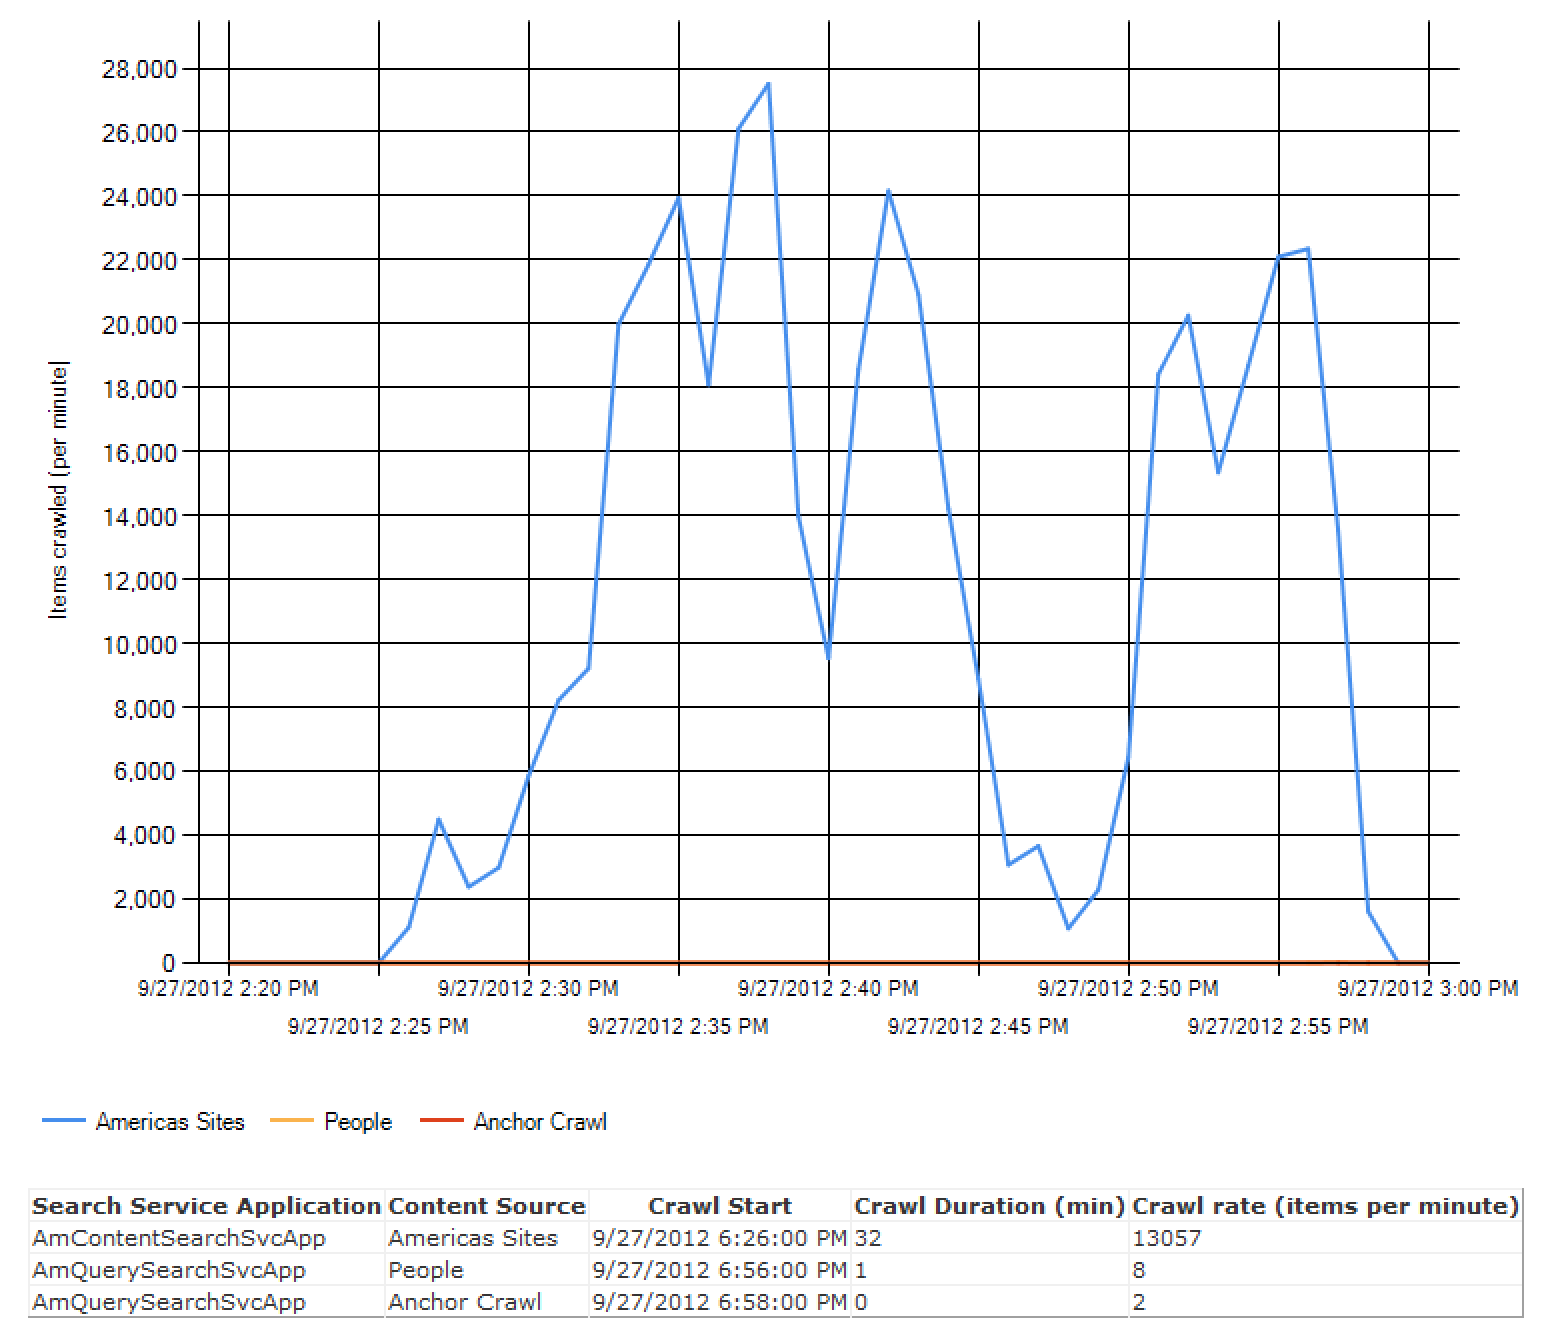 28,000
26,000
24,000
22,000
20,000
18,000
16,000
14,000
12,000
10,000
8,000
6,000
4,000
2,000
0
Items crawled (per minute)
9/27/2012 2:20 PM 9/27/2012 2:30 PM 9/27/2012 2:40 PM 9/27/2012 2:50 PM 9/27/2012 3:00 PM
9/27/2012 2:25 PM 9/27/2012 2:35 PM 9/27/2012 2:45 PM 9/27/2012 2:55 PM
Americas Sites People Anchor Crawl
Search Service Application Content Source Crawl Start Crawl Duration (min) Crawl rate (items per minute)
AmContentSearchSvcApp Americas Sites 9/27/2012 6:26:00 PM 32 13057
AmQuerySearchSvcApp People 9/27/2012 6:56:00 PM 1 8
AmQuerySearchSvcApp Anchor Crawl 9/27/2012 6:58:00 PM 0 2